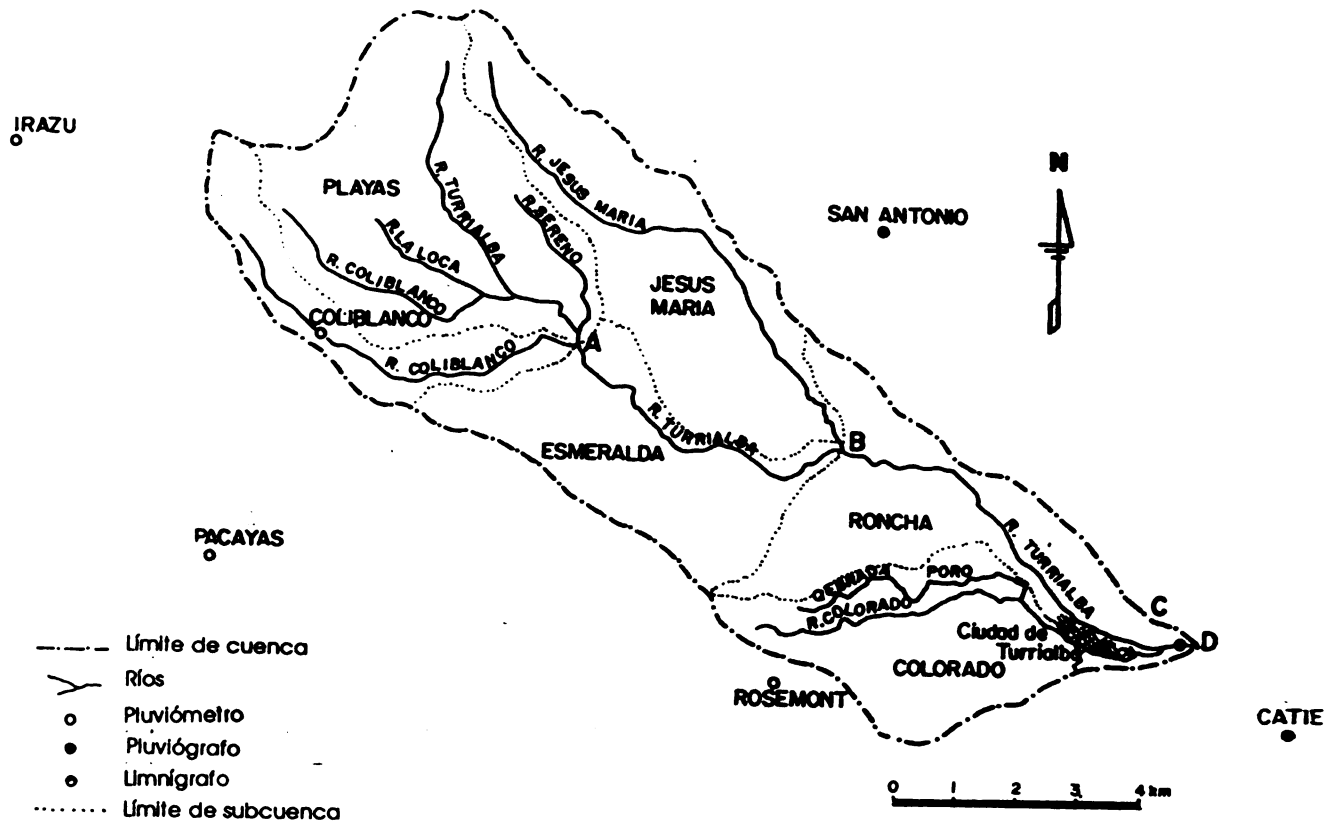 IRAZU
PLAYAS
R. TURRIALBA
R. JESUS MARIA
R. SERENO
R. LA LOCA
R. COLIBLANCO
COLIBLANCO
R. COLIBLANCO
A
JESUS
MARIA
SAN ANTONIO
N
R. TURRIALBA
ESMERALDA
B
PACAYAS
RONCHA
R. TURRIALBA
QEBRADA PORO
R. COLORADO
C
D
Ciudad de
Turrialba
COLORADO
ROSEMONT
CATIE
Límite de cuenca
Ríos
Pluviómetro
Pluviógrafo
Limnígrafo
Límite de subcuenca
0 1 2 3 4 km